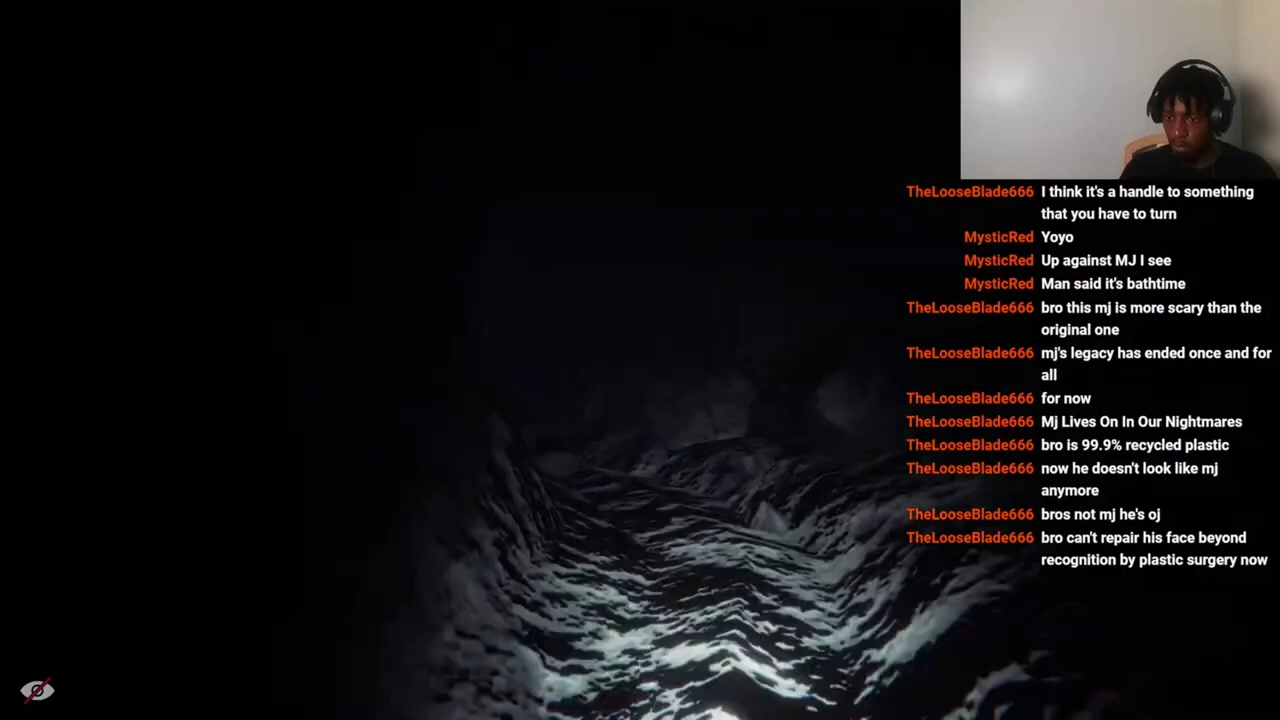 TheLooseBlade666 I think it's a handle to something
that you have to turn
MysticRed Yoyo
MysticRed Up against MJ I see
MysticRed Man said it's bathtime
TheLooseBlade666 bro this mj is more scary than the
original one
TheLooseBlade666 mj's legacy has ended once and for
all
TheLooseBlade666 for now
TheLooseBlade666 Mj Lives On In Our Nightmares
TheLooseBlade666 bro is 99.9% recycled plastic
TheLooseBlade666 now he doesn't look like mj
anymore
TheLooseBlade666 bros not mj he's oj
TheLooseBlade666 bro can't repair his face beyond
recognition by plastic surgery now